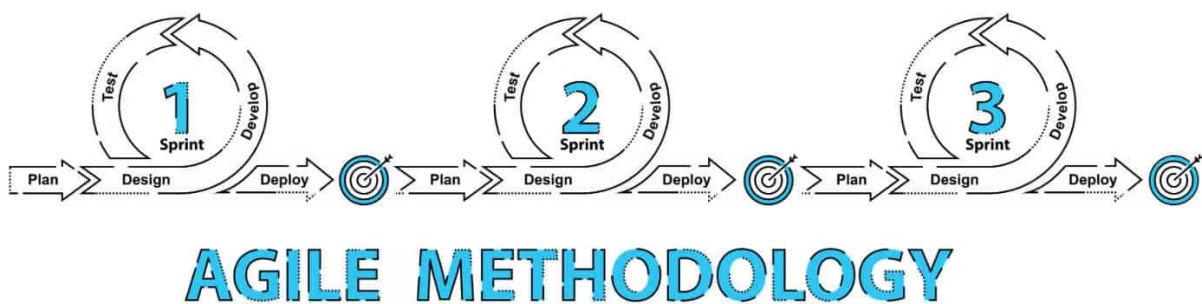 Test
1
Sprint
Develop
Plan
Design
Deploy
Test
2
Sprint
Develop
Plan
Design
Deploy
Test
3
Sprint
Develop
Plan
Design
Deploy
AGILE METHODOLOGY